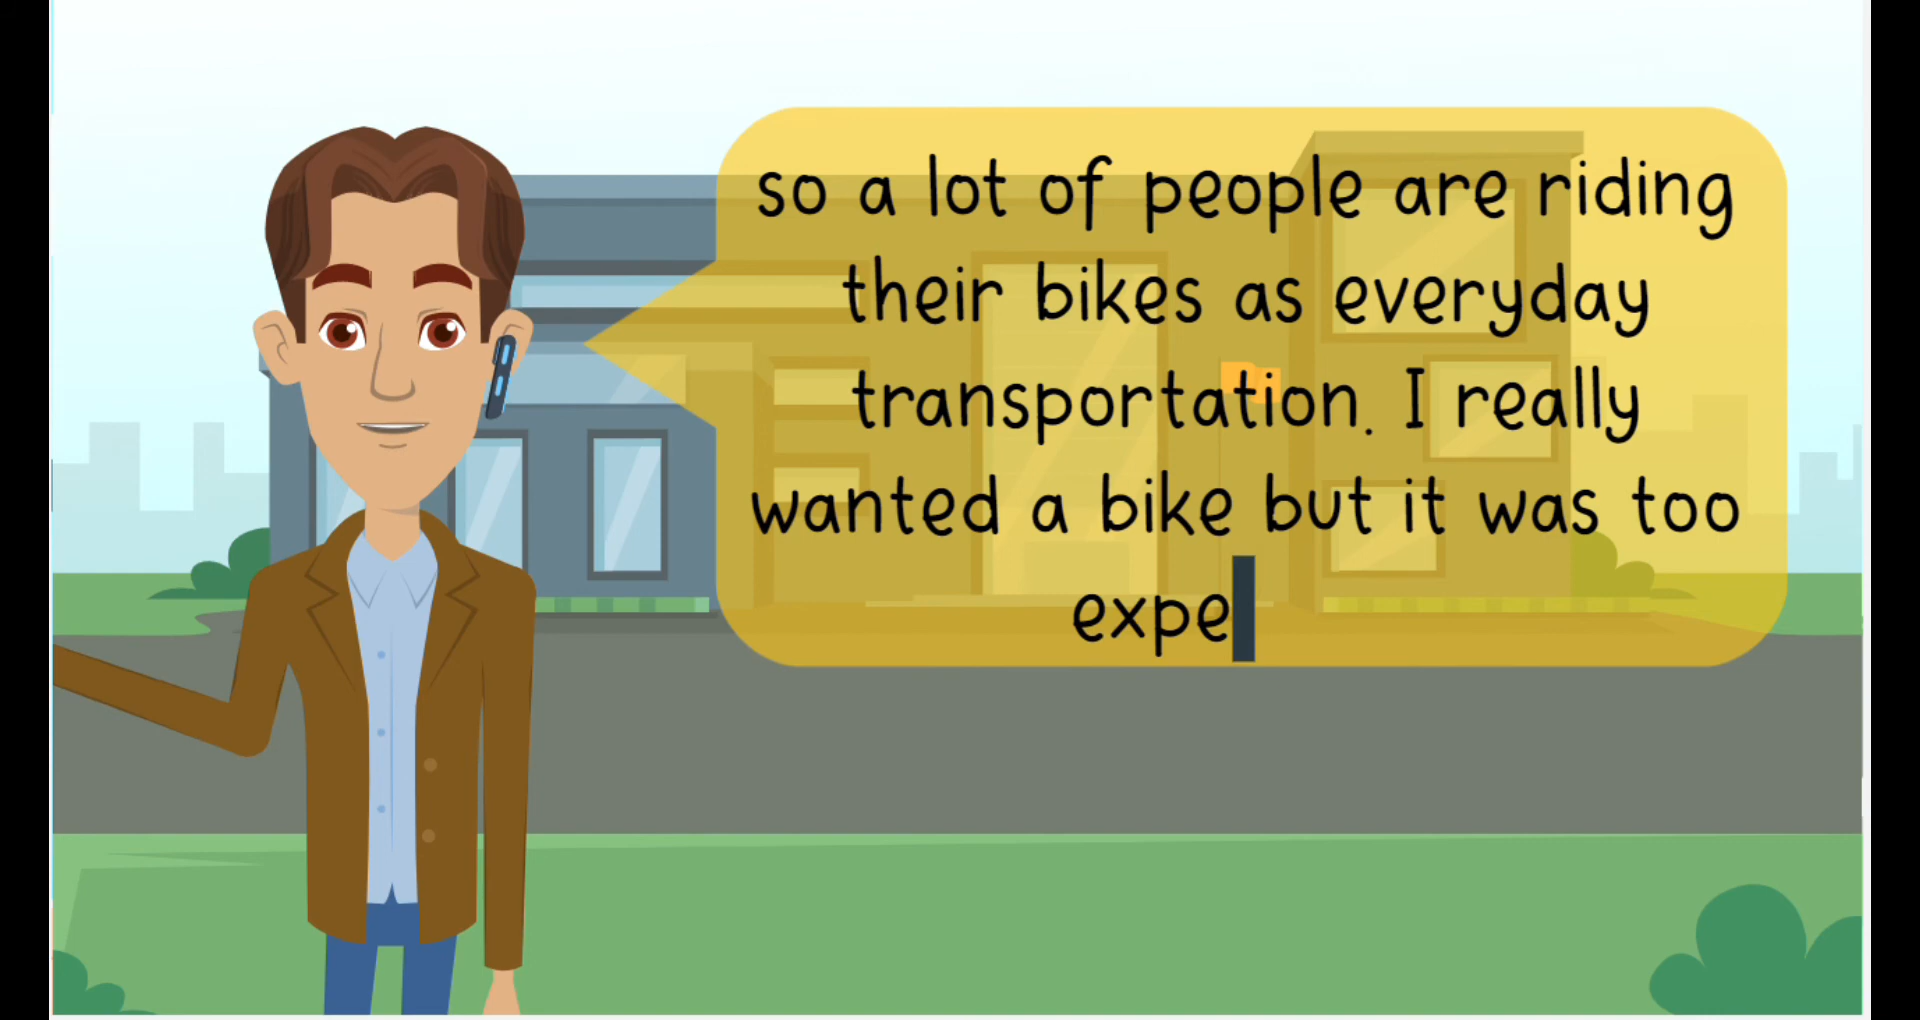 so a lot of people are riding
their bikes as everyday
transportation. I really
wanted a bike but it was too
expe